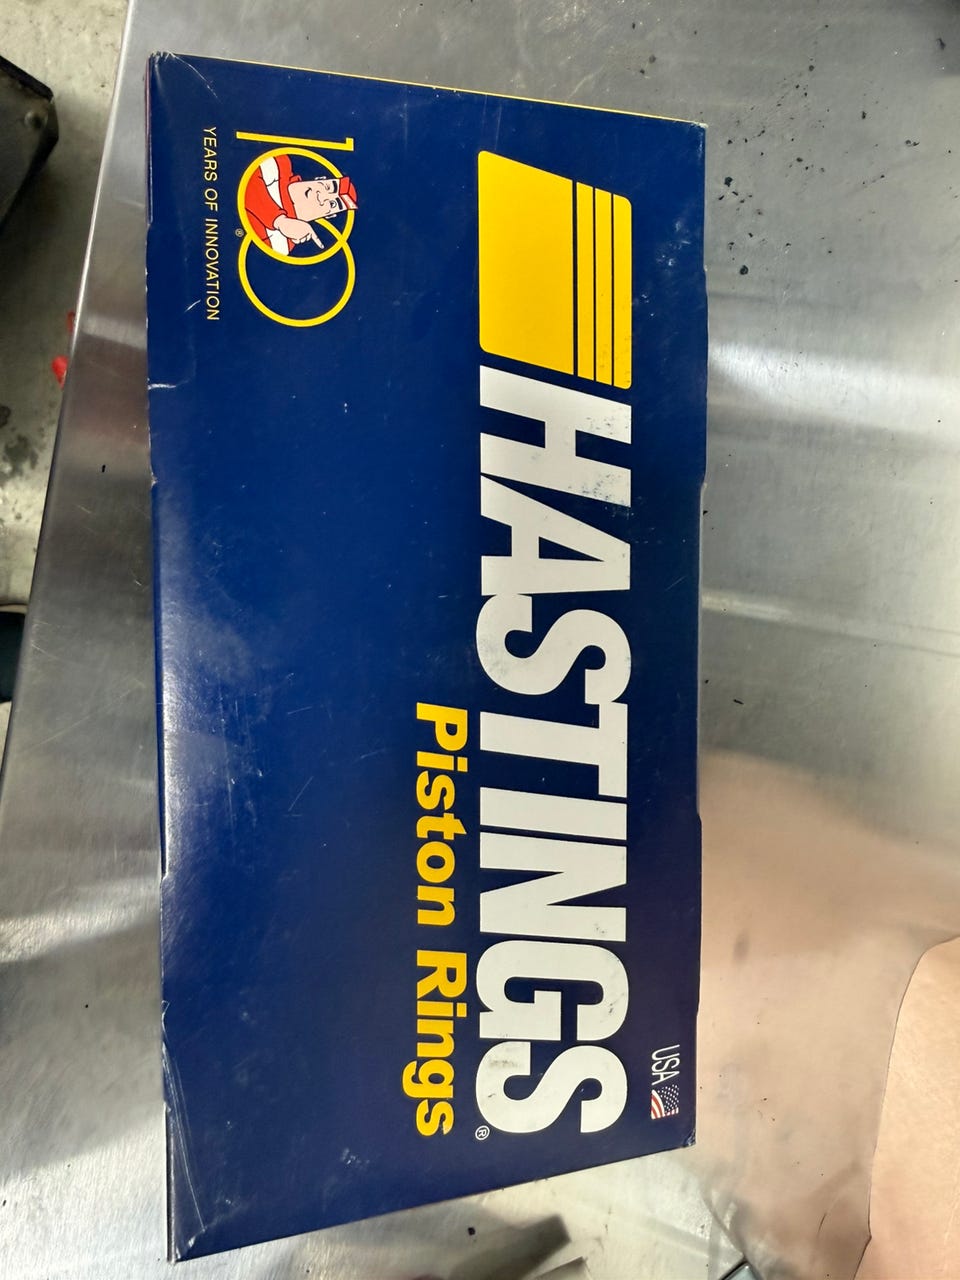 USA
HASTINGS®
Piston Rings
100
YEARS OF INNOVATION
®